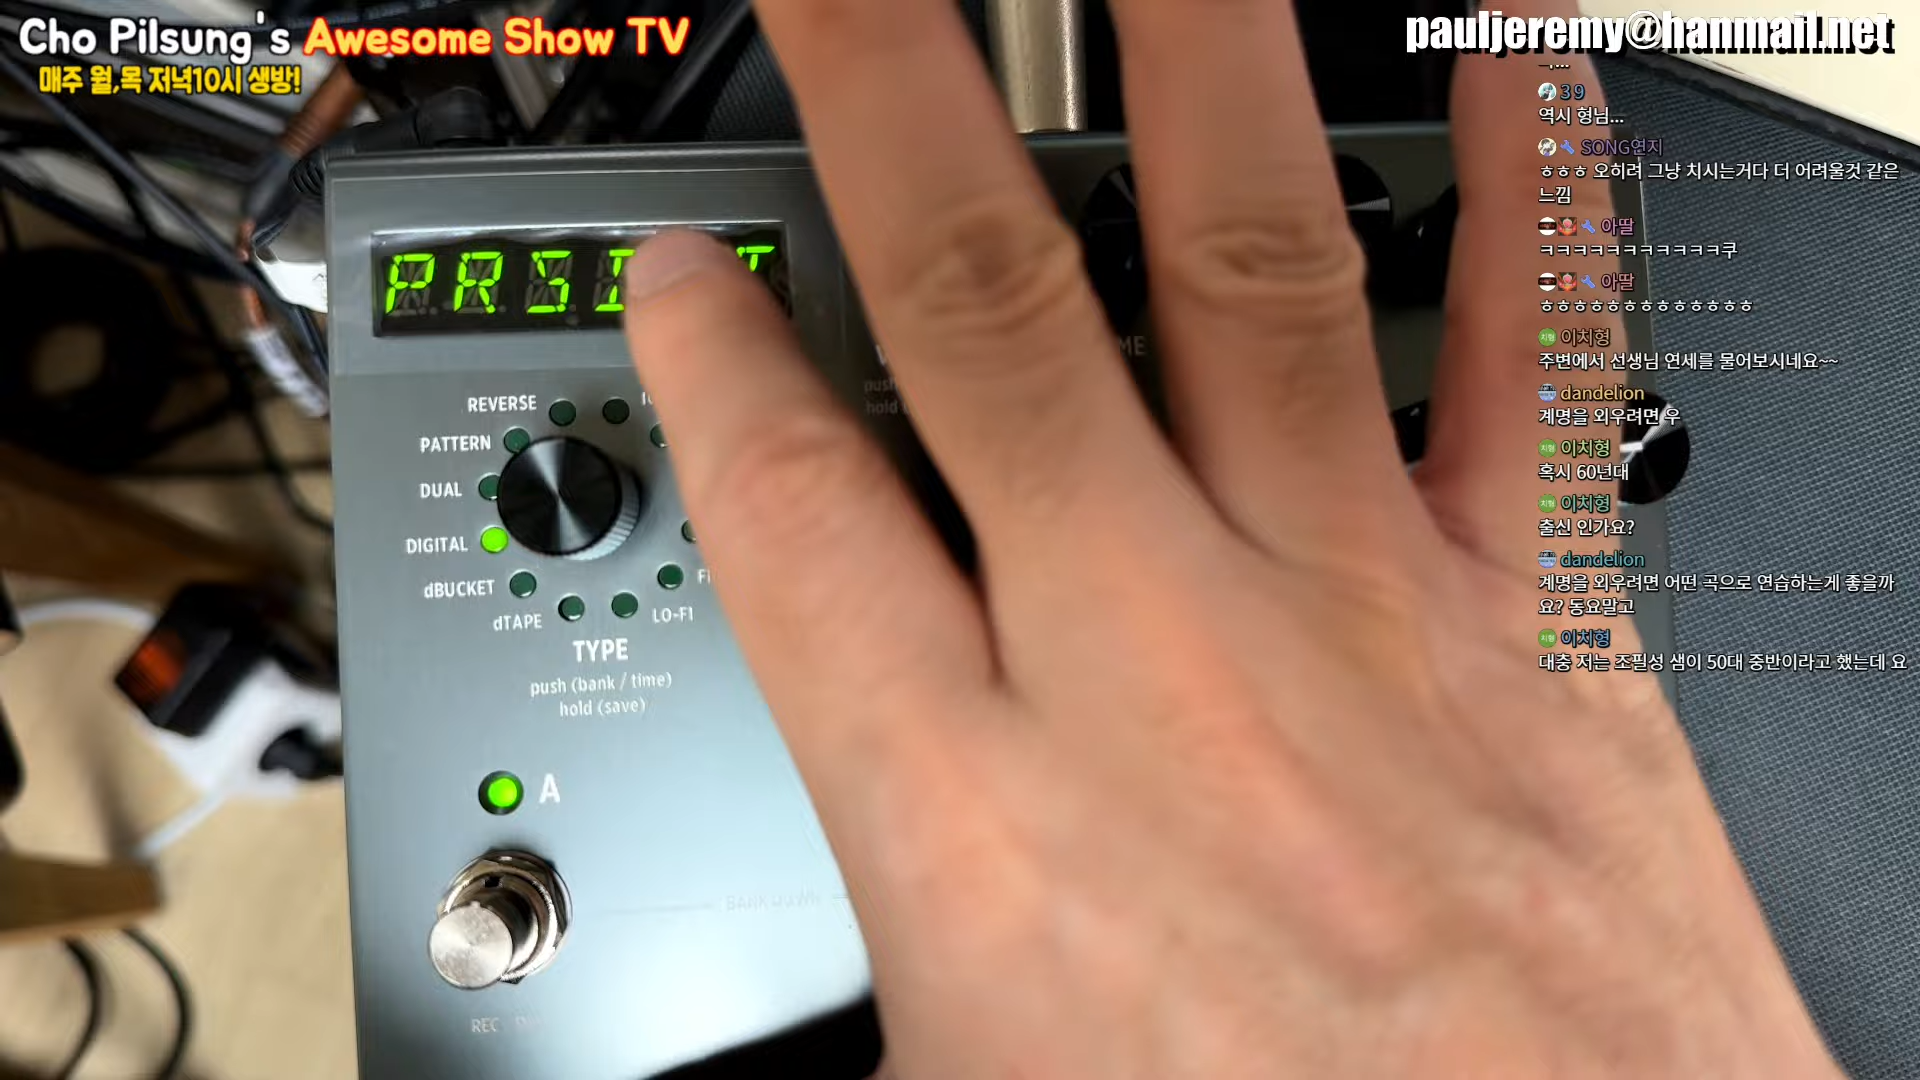 Cho Pilsung's Awesome Show TV
매주 월,목 저녁10시 생방!
pauljeremy@hanmail.net
39
역시 형님...
SONG연지
ㅎㅎㅎ 오히려 그냥 치시는거다 더 어려울것 같은
느낌
아딸
ㅋㅋㅋㅋㅋㅋㅋㅋㅋㅋㅋ쿠
아딸
ㅎㅎㅎㅎㅎㅎㅎㅎㅎㅎㅎㅎㅎ
이치형
주변에서 선생님 연세를 물어보시네요~~
dandelion
계명을 외우려면 우
이치형
혹시 60년대
이치형
출신 인가요?
dandelion
계명을 외우려면 어떤 곡으로 연습하는게 좋을까
요? 동요말고
이치형
대충 저는 조필성 샘이 50대 중반이라고 했는데 요
REVERSE
PATTERN
DUAL
DIGITAL
dBUCKET
dTAPE
LO-FI
TYPE
push (bank / time)
hold (save)
push
hold
A
BANK DOWN
REC